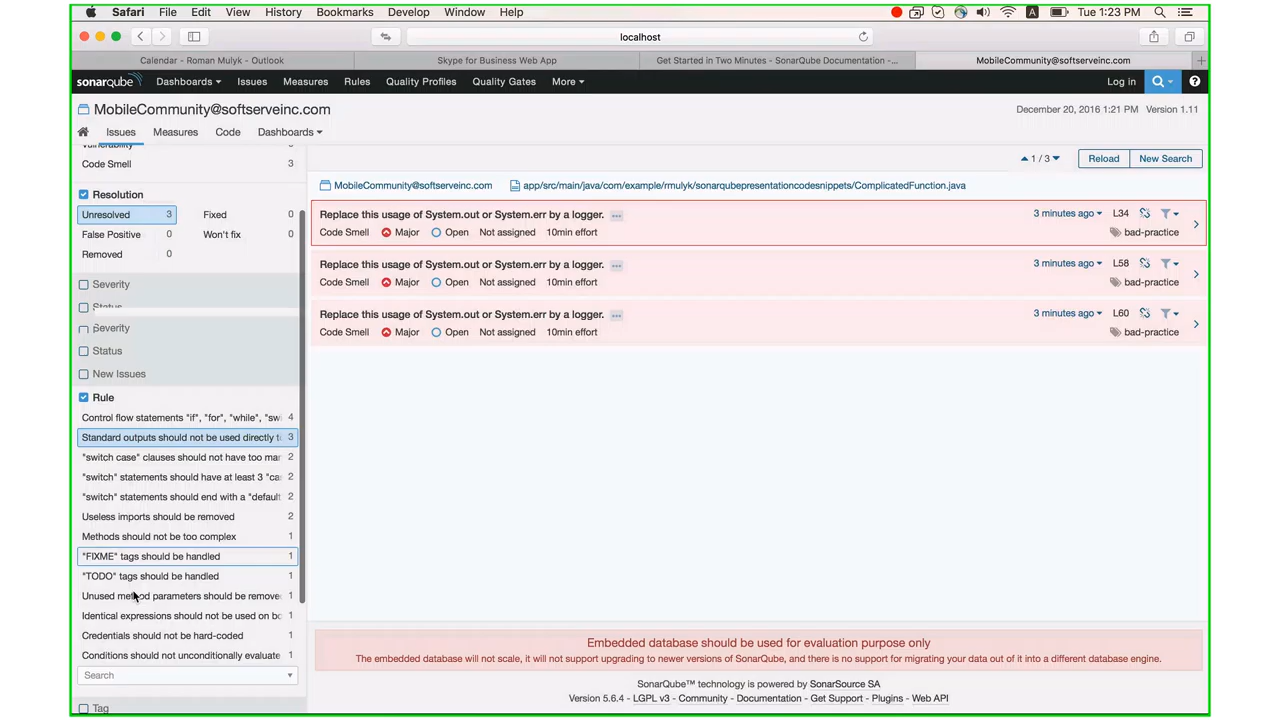 Safari File Edit View History Bookmarks Develop Window Help A Tue 1:23 PM
localhost
Calendar - Roman Mulyk - Outlook Skype for Business Web App Get Started in Two Minutes - SonarQube Documentation -... MobileCommunity@softserveinc.com
sonarqube Dashboards Issues Measures Rules Quality Profiles Quality Gates More Log in ?
MobileCommunity@softserveinc.com December 20, 2016 1:21 PM Version 1.11
Issues Measures Code Dashboards
Vulnerability
Code Smell 3
Resolution
Unresolved 3 Fixed 0
False Positive 0 Won't fix 0
Removed 0
Severity
Status
Severity
Status
New Issues
Rule
Control flow statements "if", "for", "while", "sw 4
Standard outputs should not be used directly t 3
"switch case" clauses should not have too mar 2
"switch" statements should have at least 3 "ca 2
"switch" statements should end with a "default 2
Useless imports should be removed 2
Methods should not be too complex 1
"FIXME" tags should be handled 1
"TODO" tags should be handled 1
Unused method parameters should be remove 1
Identical expressions should not be used on bo 1
Credentials should not be hard-coded 1
Conditions should not unconditionally evaluate 1
Search
Tag
1 / 3 Reload New Search
MobileCommunity@softserveinc.com app/src/main/java/com/example/rmulyk/sonarqubepresentationcodesnippets/ComplicatedFunction.java
Replace this usage of System.out or System.err by a logger. ... 3 minutes ago L34
Code Smell Major Open Not assigned 10min effort bad-practice
Replace this usage of System.out or System.err by a logger. ... 3 minutes ago L58
Code Smell Major Open Not assigned 10min effort bad-practice
Replace this usage of System.out or System.err by a logger. ... 3 minutes ago L60
Code Smell Major Open Not assigned 10min effort bad-practice
Embedded database should be used for evaluation purpose only
The embedded database will not scale, it will not support upgrading to newer versions of SonarQube, and there is no support for migrating your data out of it into a different database engine.
SonarQube™ technology is powered by SonarSource SA
Version 5.6.4 - LGPL v3 - Community - Documentation - Get Support - Plugins - Web API